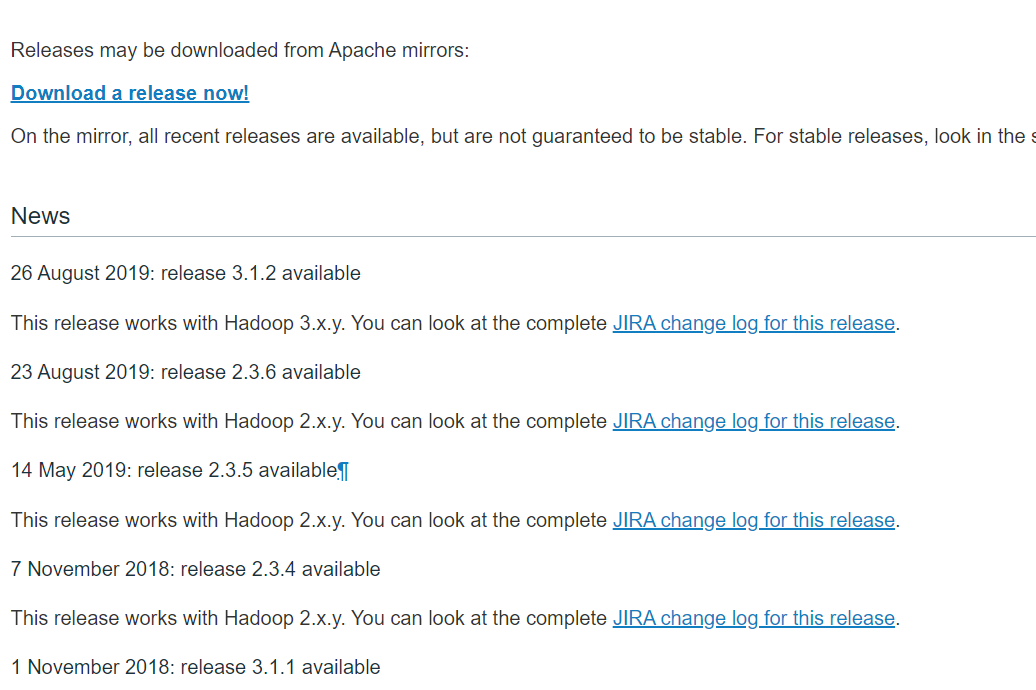 Releases may be downloaded from Apache mirrors:
Download a release now!
On the mirror, all recent releases are available, but are not guaranteed to be stable. For stable releases, look in the
News
26 August 2019: release 3.1.2 available
This release works with Hadoop 3.x.y. You can look at the complete JIRA change log for this release.
23 August 2019: release 2.3.6 available
This release works with Hadoop 2.x.y. You can look at the complete JIRA change log for this release.
14 May 2019: release 2.3.5 available¶
This release works with Hadoop 2.x.y. You can look at the complete JIRA change log for this release.
7 November 2018: release 2.3.4 available
This release works with Hadoop 2.x.y. You can look at the complete JIRA change log for this release.
1 November 2018: release 3.1.1 available